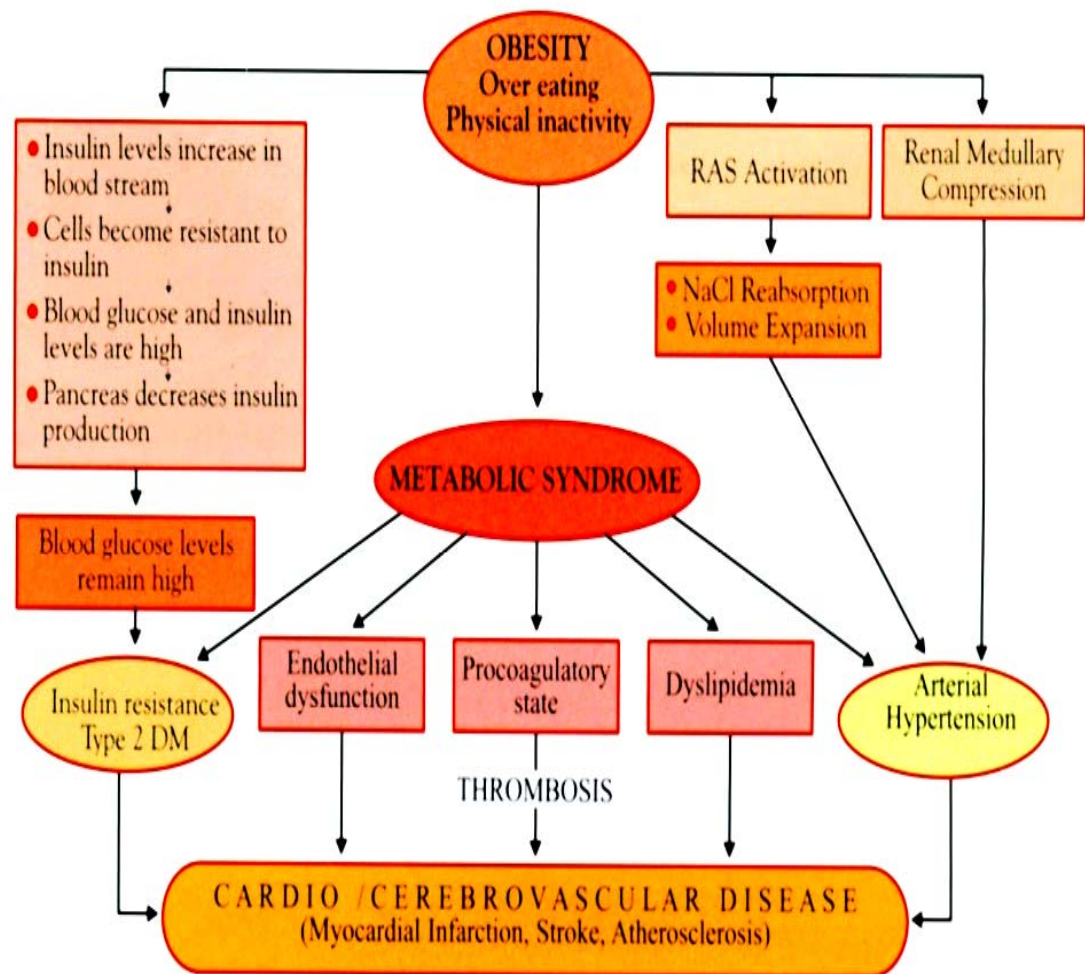 OBESITY
Over eating
Physical inactivity
• Insulin levels increase in
blood stream
• Cells become resistant to
insulin
• Blood glucose and insulin
levels are high
• Pancreas decreases insulin
production
RAS Activation
Renal Medullary
Compression
• NaCl Reabsorption
• Volume Expansion
METABOLIC SYNDROME
Blood glucose levels
remain high
Insulin resistance
Type 2 DM
Endothelial
dysfunction
Procoagulatory
state
Dyslipidemia
Arterial
Hypertension
THROMBOSIS
CARDIO /CEREBROVASCULAR DISEASE
(Myocardial Infarction, Stroke, Atherosclerosis)